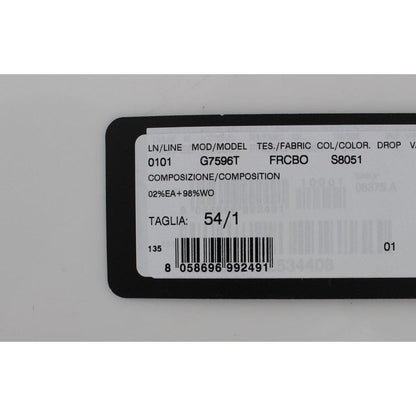 LN/LINE MOD/MODEL TES./FABRIC COL/COLOR. DROP
0101 G7596T FRCBO S8051
COMPOSIZIONE/COMPOSITION
02%EA+98%WO
TAGLIA: 54/1
135 01
8 058696 992491